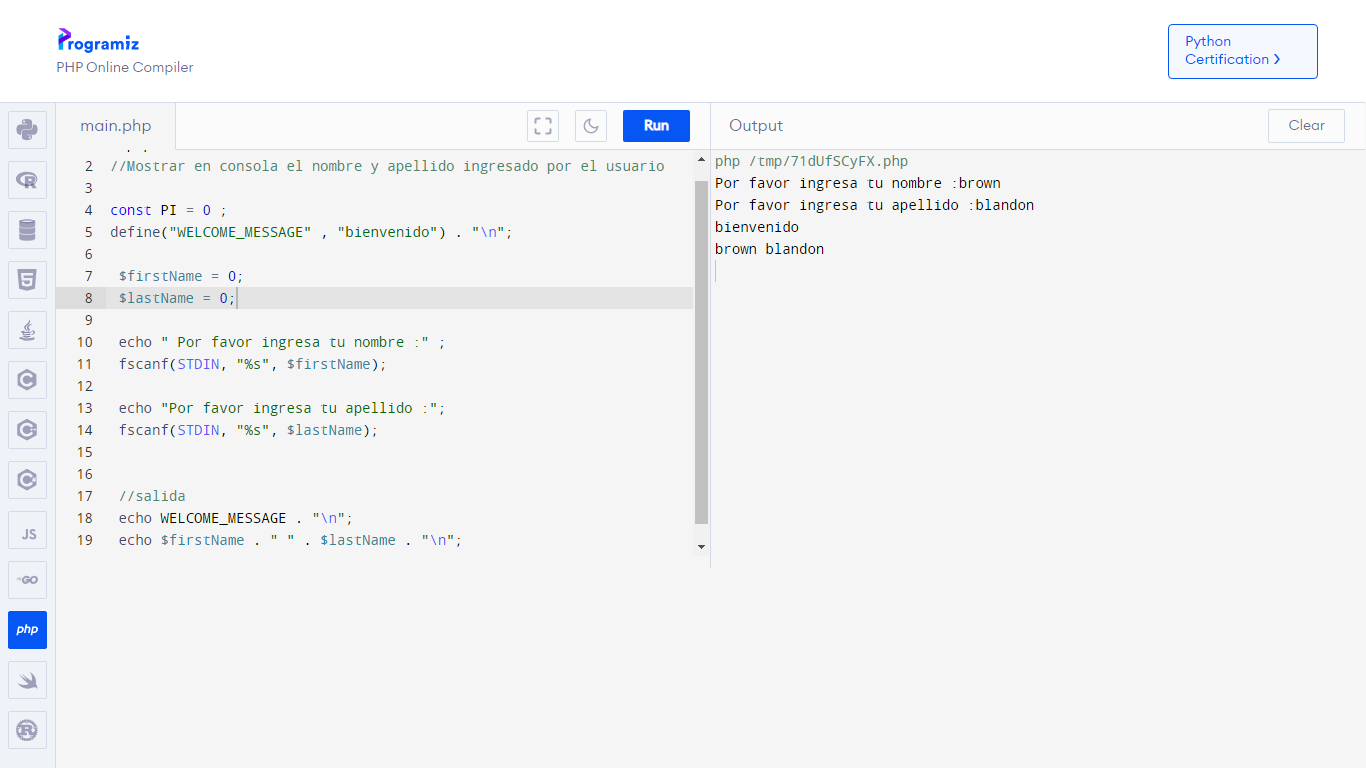 Programiz
PHP Online Compiler
Python
Certification ❯
main.php
Run
Output
Clear
2 //Mostrar en consola el nombre y apellido ingresado por el usuario
3
4 const PI = 0 ;
5 define("WELCOME_MESSAGE" , "bienvenido") . "\n";
6
7 $firstName = 0;
8 $lastName = 0;
9
10 echo " Por favor ingresa tu nombre :" ;
11 fscanf(STDIN, "%s", $firstName);
12
13 echo "Por favor ingresa tu apellido :";
14 fscanf(STDIN, "%s", $lastName);
15
16
17 //salida
18 echo WELCOME_MESSAGE . "\n";
19 echo $firstName . " " . $lastName . "\n";
php /tmp/71dUfSCyFX.php
Por favor ingresa tu nombre :brown
Por favor ingresa tu apellido :blandon
bienvenido
brown blandon
R
5
C
C
C
JS
GO
php
R